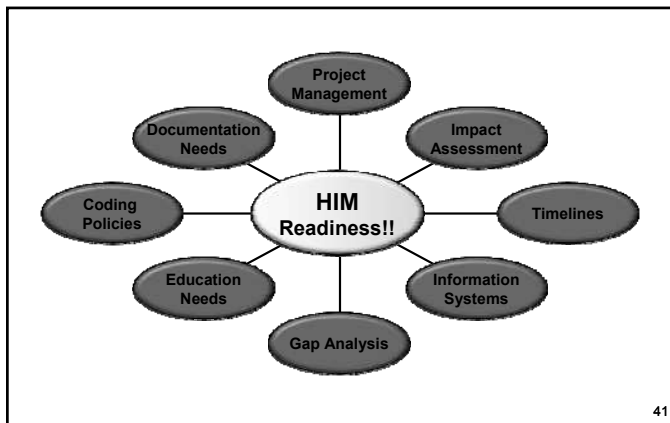 Project
Management
Documentation
Needs
Impact
Assessment
Coding
Policies
HIM
Readiness!!
Timelines
Education
Needs
Information
Systems
Gap Analysis
41